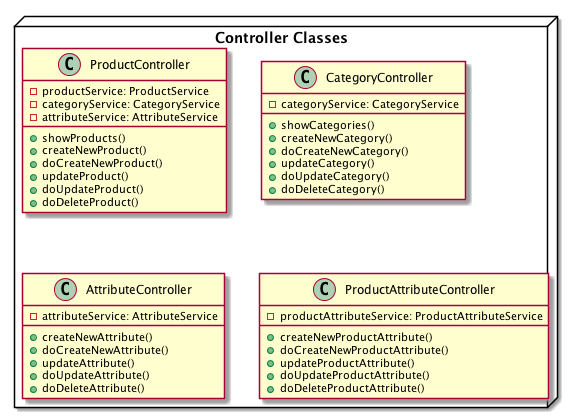 Controller Classes
C ProductController
productService: ProductService
categoryService: CategoryService
attributeService: AttributeService
showProducts()
createNewProduct()
doCreateNewProduct()
updateProduct()
doUpdateProduct()
doDeleteProduct()
C CategoryController
categoryService: CategoryService
showCategories()
createNewCategory()
doCreateNewCategory()
updateCategory()
doUpdateCategory()
doDeleteCategory()
C AttributeController
attributeService: AttributeService
createNewAttribute()
doCreateNewAttribute()
updateAttribute()
doUpdateAttribute()
doDeleteAttribute()
C ProductAttributeController
productAttributeService: ProductAttributeService
createNewProductAttribute()
doCreateNewProductAttribute()
updateProductAttribute()
doUpdateProductAttribute()
doDeleteProductAttribute()